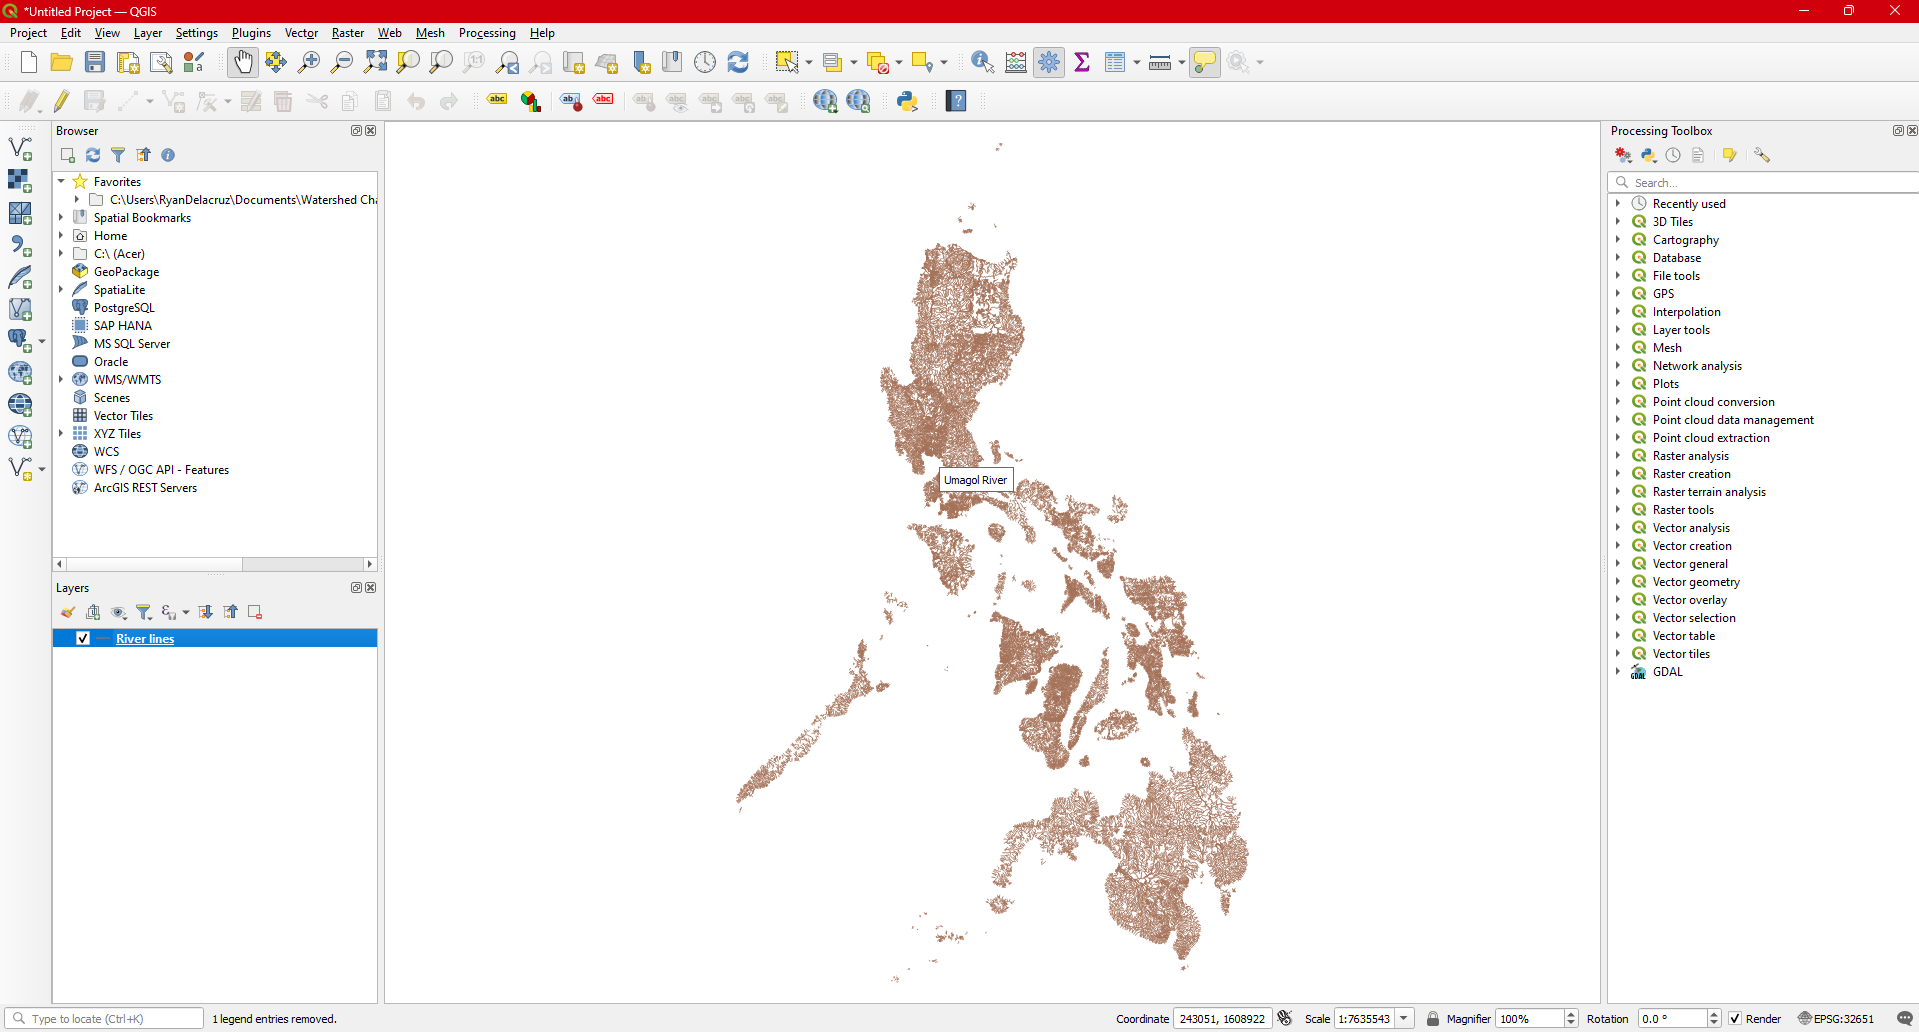 *Untitled Project — QGIS
Project Edit View Layer Settings Plugins Vector Raster Web Mesh Processing Help
Browser
Favorites
C:\Users\RyanDelacruz\Documents\Watershed Cha
Spatial Bookmarks
Home
C:\ (Acer)
GeoPackage
SpatiaLite
PostgreSQL
SAP HANA
MS SQL Server
Oracle
WMS/WMTS
Scenes
Vector Tiles
XYZ Tiles
WCS
WFS / OGC API - Features
ArcGIS REST Servers
Layers
River lines
Umagol River
Processing Toolbox
Search...
Recently used
3D Tiles
Cartography
Database
File tools
GPS
Interpolation
Layer tools
Mesh
Network analysis
Plots
Point cloud conversion
Point cloud data management
Point cloud extraction
Raster analysis
Raster creation
Raster terrain analysis
Raster tools
Vector analysis
Vector creation
Vector general
Vector geometry
Vector overlay
Vector selection
Vector table
Vector tiles
GDAL
Type to locate (Ctrl+K) 1 legend entries removed. Coordinate 243051, 1608922 Scale 1:7635543 Magnifier 100% Rotation 0.0 ° Render EPSG:32651